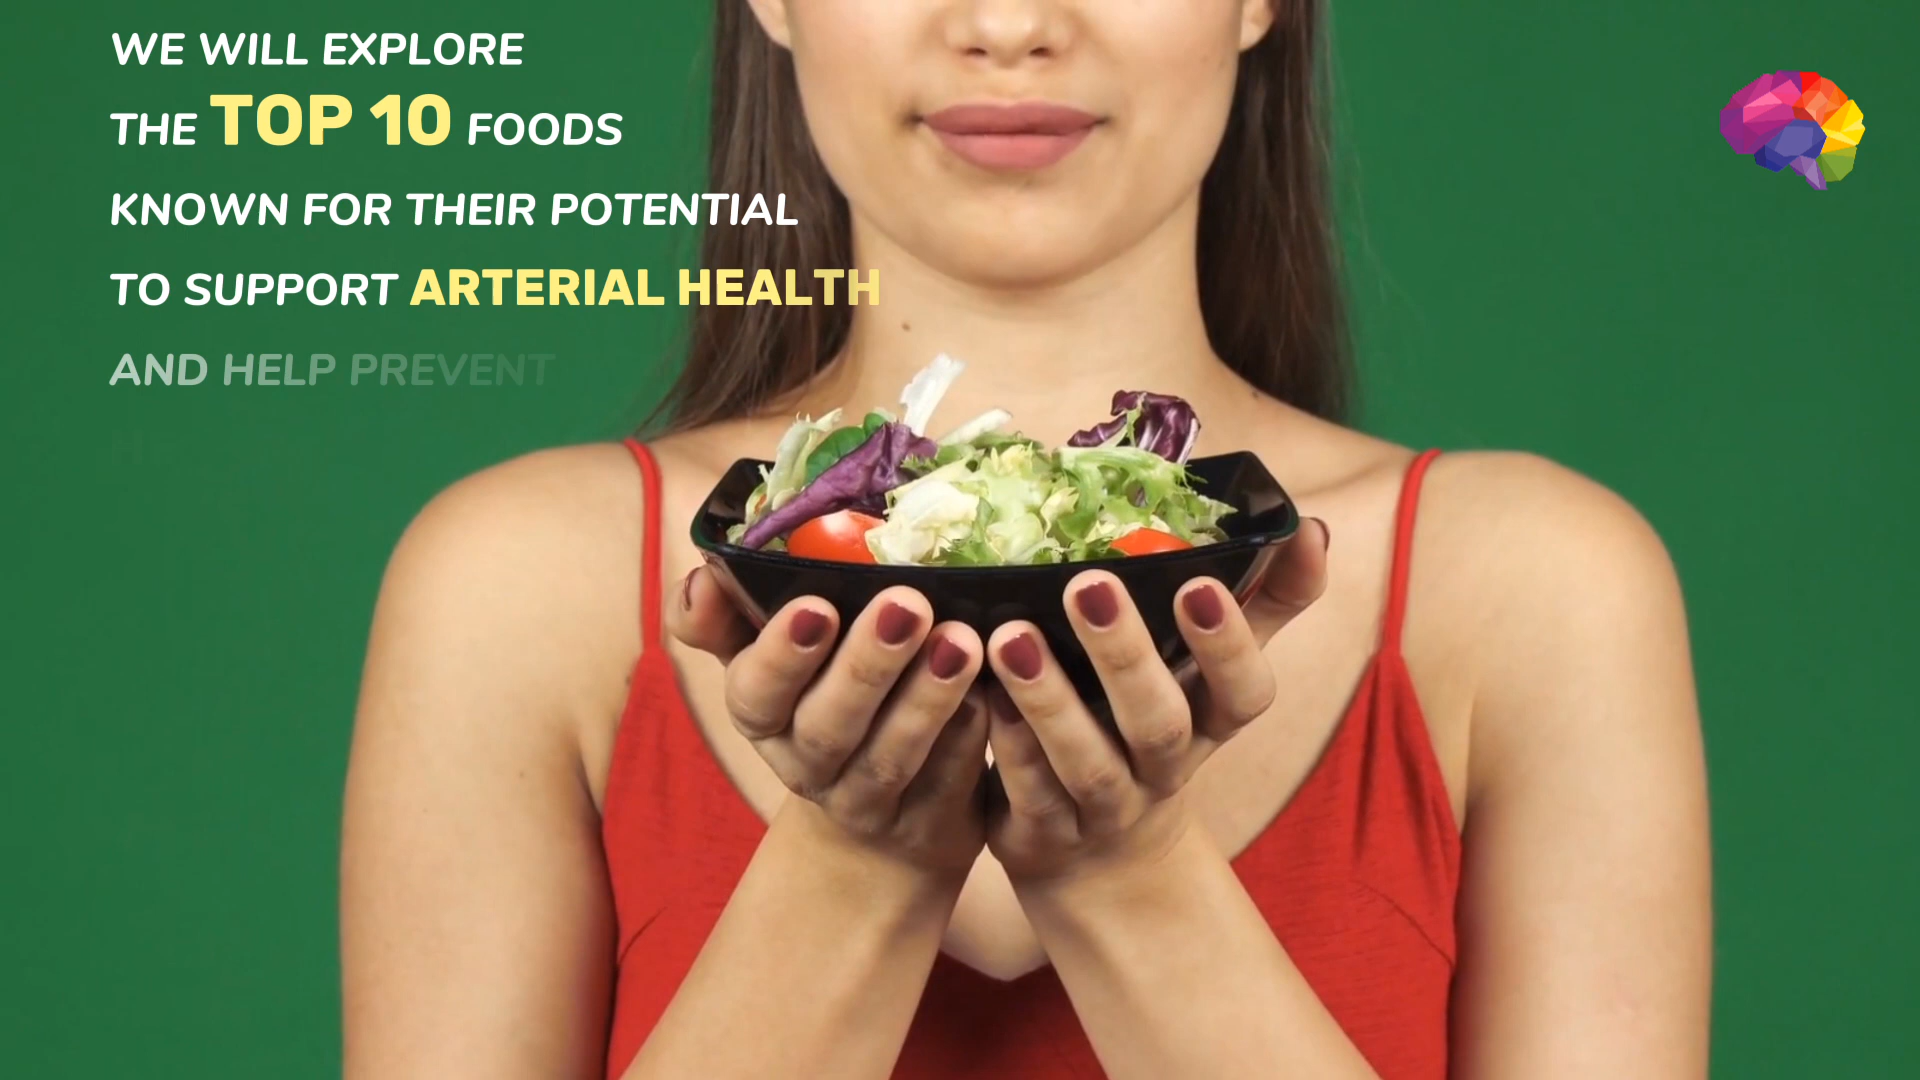 WE WILL EXPLORE
THE TOP 10 FOODS
KNOWN FOR THEIR POTENTIAL
TO SUPPORT ARTERIAL HEALTH
AND HELP PREVENT